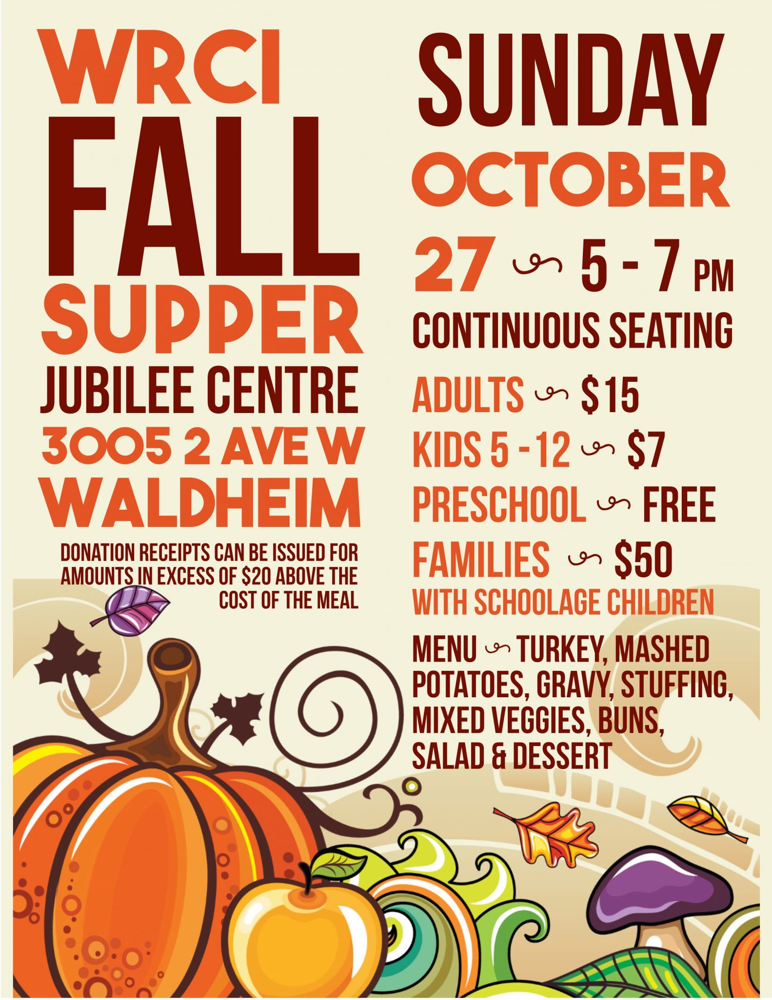 WRCI
FALL
SUPPER
JUBILEE CENTRE
3005 2 AVE W
WALDHEIM
DONATION RECEIPTS CAN BE ISSUED FOR
AMOUNTS IN EXCESS OF $20 ABOVE THE
COST OF THE MEAL
SUNDAY
OCTOBER
27 5 - 7 PM
CONTINUOUS SEATING
ADULTS $15
KIDS 5 - 12 $7
PRESCHOOL FREE
FAMILIES $50
WITH SCHOOLAGE CHILDREN
MENU TURKEY, MASHED
POTATOES, GRAVY, STUFFING,
MIXED VEGGIES, BUNS,
SALAD & DESSERT